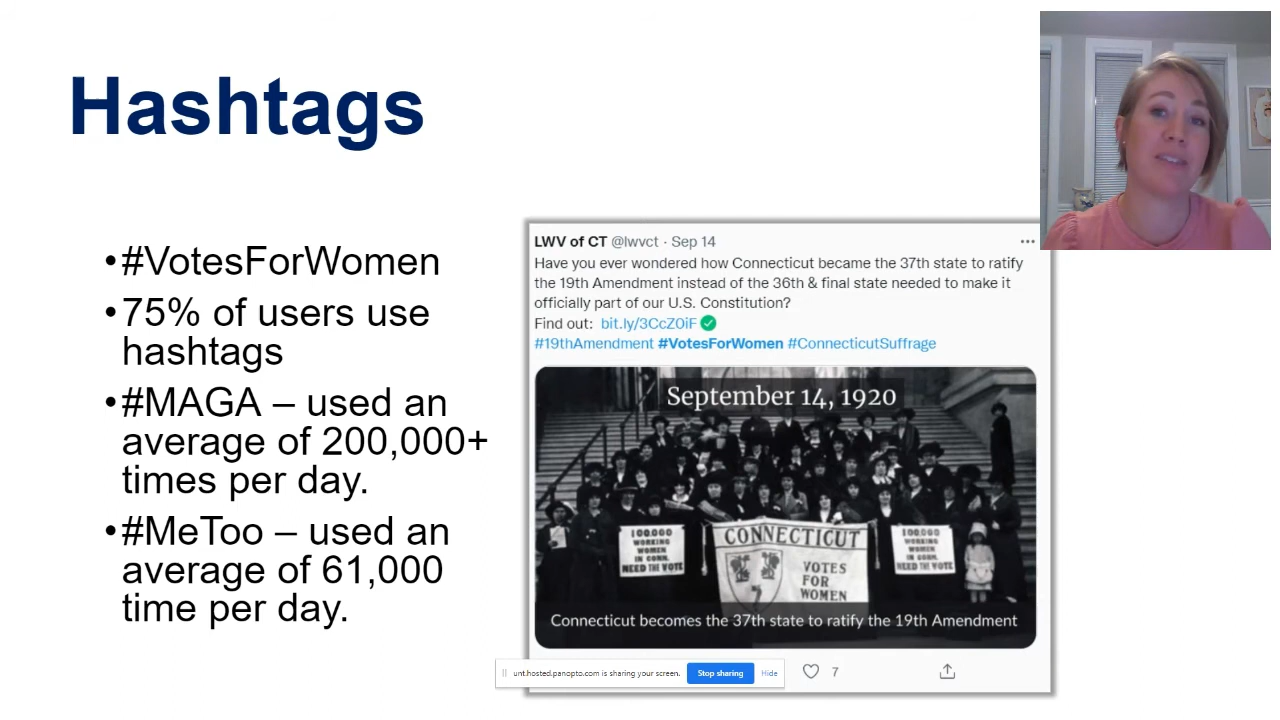 Hashtags
•#VotesForWomen
•75% of users use
hashtags
•#MAGA – used an
average of 200,000+
times per day.
•#MeToo – used an
average of 61,000
time per day.
LWV of CT @lwvct · Sep 14
Have you ever wondered how Connecticut became the 37th state to ratify
the 19th Amendment instead of the 36th & final state needed to make it
officially part of our U.S. Constitution?
Find out: bit.ly/3CcZ0iF
#19thAmendment #VotesForWomen #ConnecticutSuffrage
September 14, 1920
100,000
WORKING
WOMEN
IN CONN.
NEED THE VOTE
CONNECTICUT
VOTES
FOR
WOMEN
100,000
WORKING
WOMEN
IN CONN.
NEED THE VOTE
Connecticut becomes the 37th state to ratify the 19th Amendment
7
unt.hosted.panopto.com is sharing your screen. Stop sharing Hide